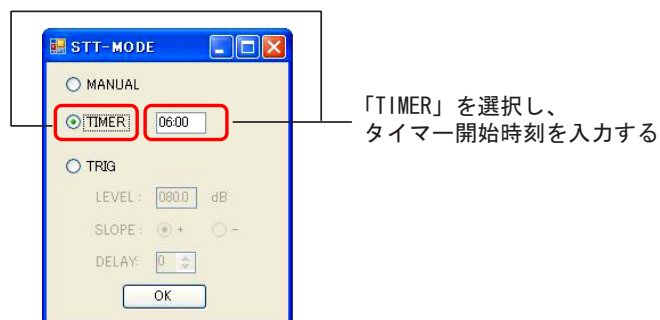 STT-MODE
MANUAL
TIMER 06:00
「TIMER」を選択し、
タイマー開始時刻を入力する
TRIG
LEVEL: 080.0 dB
SLOPE: + -
DELAY: 0
OK